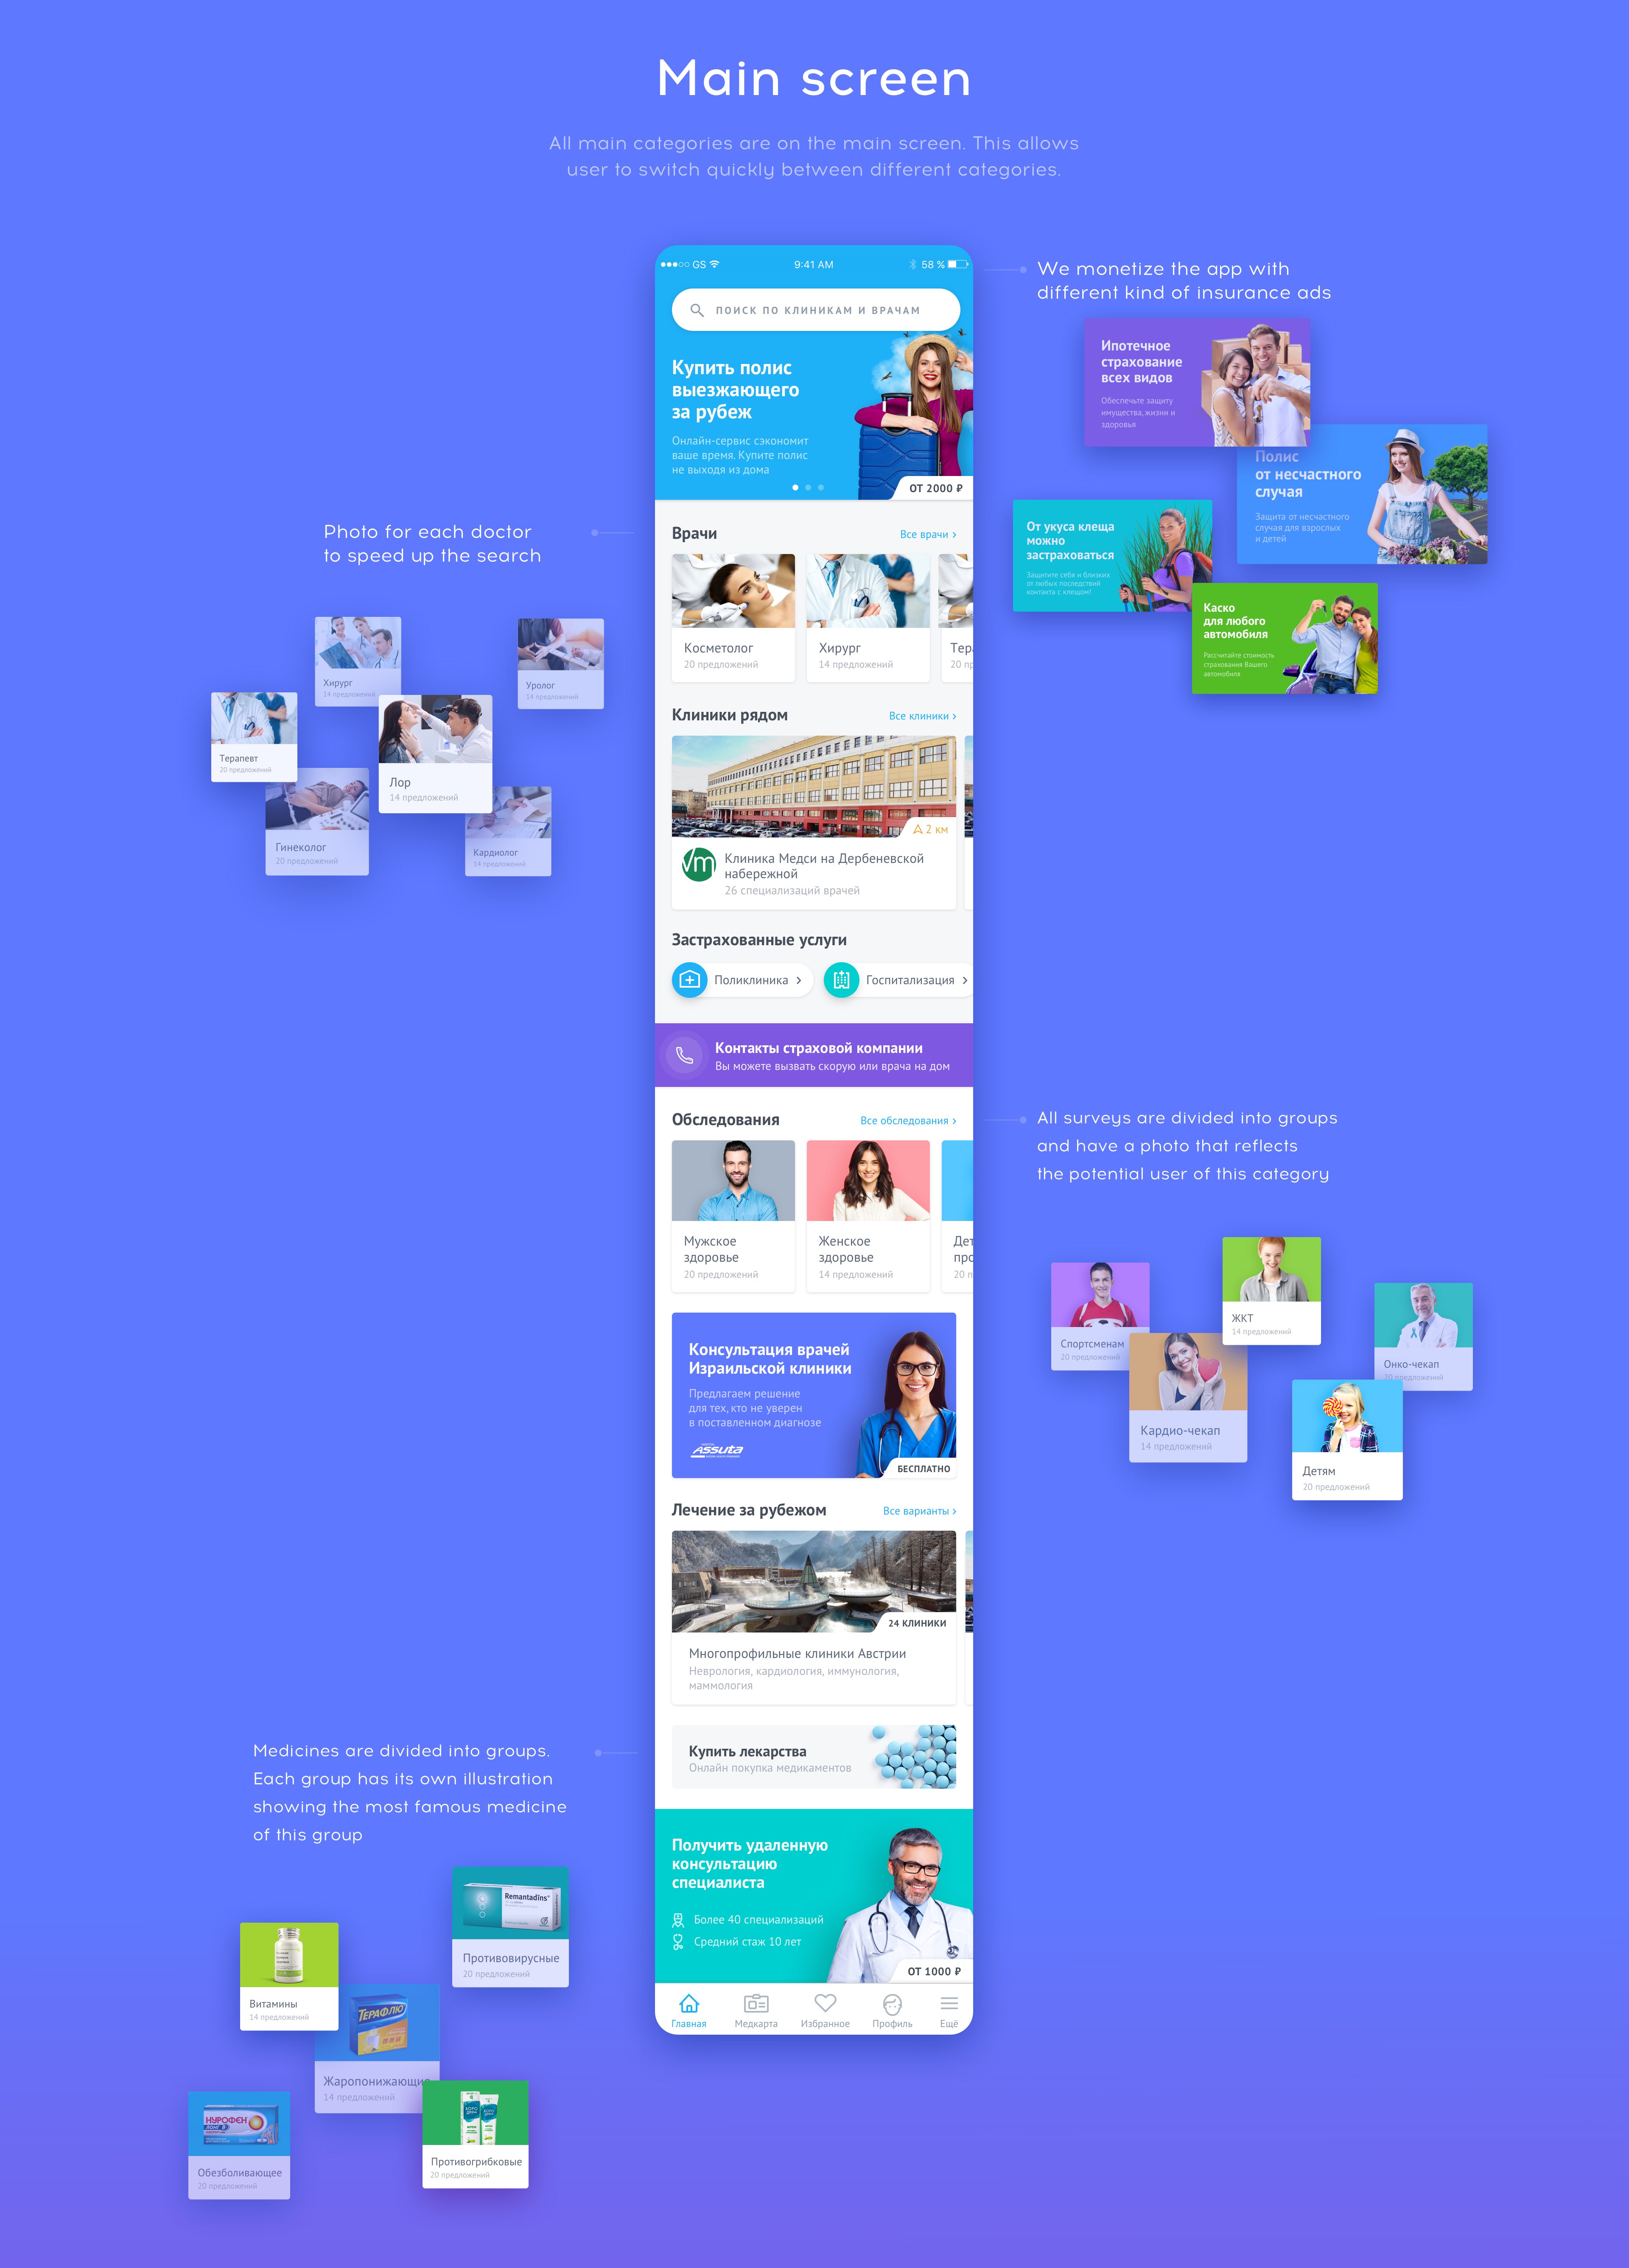 Main screen
All main categories are on the main screen. This allows
user to switch quickly between different categories.
GS
9:41 AM
58 %
ПОИСК ПО КЛИНИКАМ И ВРАЧАМ
Купить полис
выезжающего
за рубеж
Онлайн-сервис сэкономит
ваше время. Купите полис
не выходя из дома
ОТ 2000 ₽
We monetize the app with
different kind of insurance ads
Ипотечное
страхование
всех видов
Обеспечьте защиту
имущества, жизни и
здоровья
Полис
от несчастного
случая
Защита от несчастного
случая для взрослых
и детей
От укуса клеща
можно
застраховаться
Защитите себя и близких
от любых последствий
контакта с клещом!
Каско
для любого
автомобиля
Рассчитайте стоимость
страхования Вашего
автомобиля
Photo for each doctor
to speed up the search
Хирург
14 предложений
Уролог
14 предложений
Терапевт
20 предложений
Лор
14 предложений
Гинеколог
20 предложений
Кардиолог
14 предложений
Врачи
Все врачи ›
Косметолог
20 предложений
Хирург
14 предложений
Тера
20 пр
Клиники рядом
Все клиники ›
2 км
Клиника Медси на Дербеневской
набережной
26 специализаций врачей
Застрахованные услуги
Поликлиника ›
Госпитализация ›
Контакты страховой компании
Вы можете вызвать скорую или врача на дом
Обследования
Все обследования ›
Мужское
здоровье
20 предложений
Женское
здоровье
14 предложений
Дет
про
20 п
All surveys are divided into groups
and have a photo that reflects
the potential user of this category
ЖКТ
14 предложений
Спортсменам
20 предложений
Онко-чекап
20 предложений
Кардио-чекап
14 предложений
Детям
20 предложений
Консультация врачей
Израильской клиники
Предлагаем решение
для тех, кто не уверен
в поставленном диагнозе
Assuta
БЕСПЛАТНО
Лечение за рубежом
Все варианты ›
24 КЛИНИКИ
Многопрофильные клиники Австрии
Неврология, кардиология, иммунология,
маммология
Купить лекарства
Онлайн покупка медикаментов
Medicines are divided into groups.
Each group has its own illustration
showing the most famous medicine
of this group
Remantadins
Противовирусные
20 предложений
Витамины
14 предложений
ТЕРАФЛЮ
Жаропонижающие
14 предложений
НУРОФЕН
Обезболивающее
20 предложений
Противогрибковые
20 предложений
Получить удаленную
консультацию
специалиста
Более 40 специализаций
Средний стаж 10 лет
ОТ 1000 ₽
Главная
Медкарта
Избранное
Профиль
Ещё